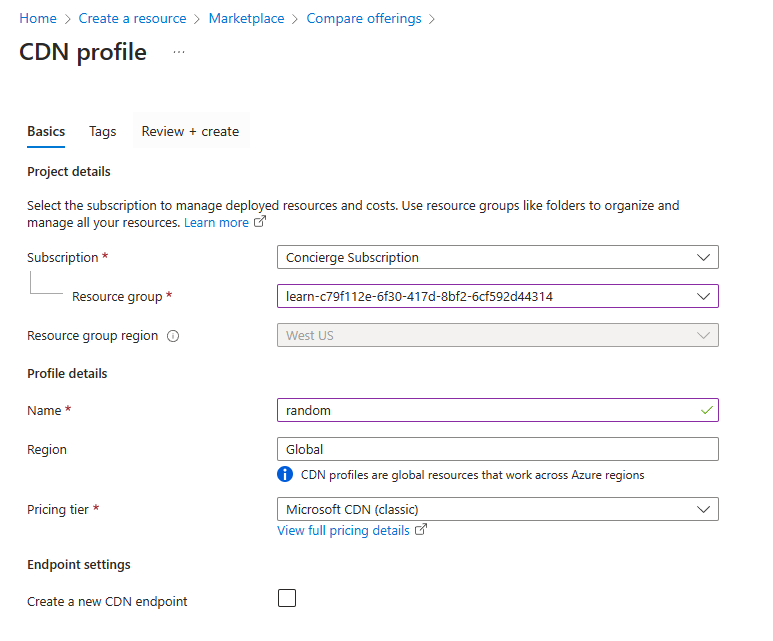 Home > Create a resource > Marketplace > Compare offerings >
CDN profile ...
Basics Tags Review + create
Project details
Select the subscription to manage deployed resources and costs. Use resource groups like folders to organize and
manage all your resources. Learn more
Subscription * Concierge Subscription
Resource group * learn-c79f112e-6f30-417d-8bf2-6cf592d44314
Resource group region West US
Profile details
Name * random
Region Global
CDN profiles are global resources that work across Azure regions
Pricing tier * Microsoft CDN (classic)
View full pricing details
Endpoint settings
Create a new CDN endpoint